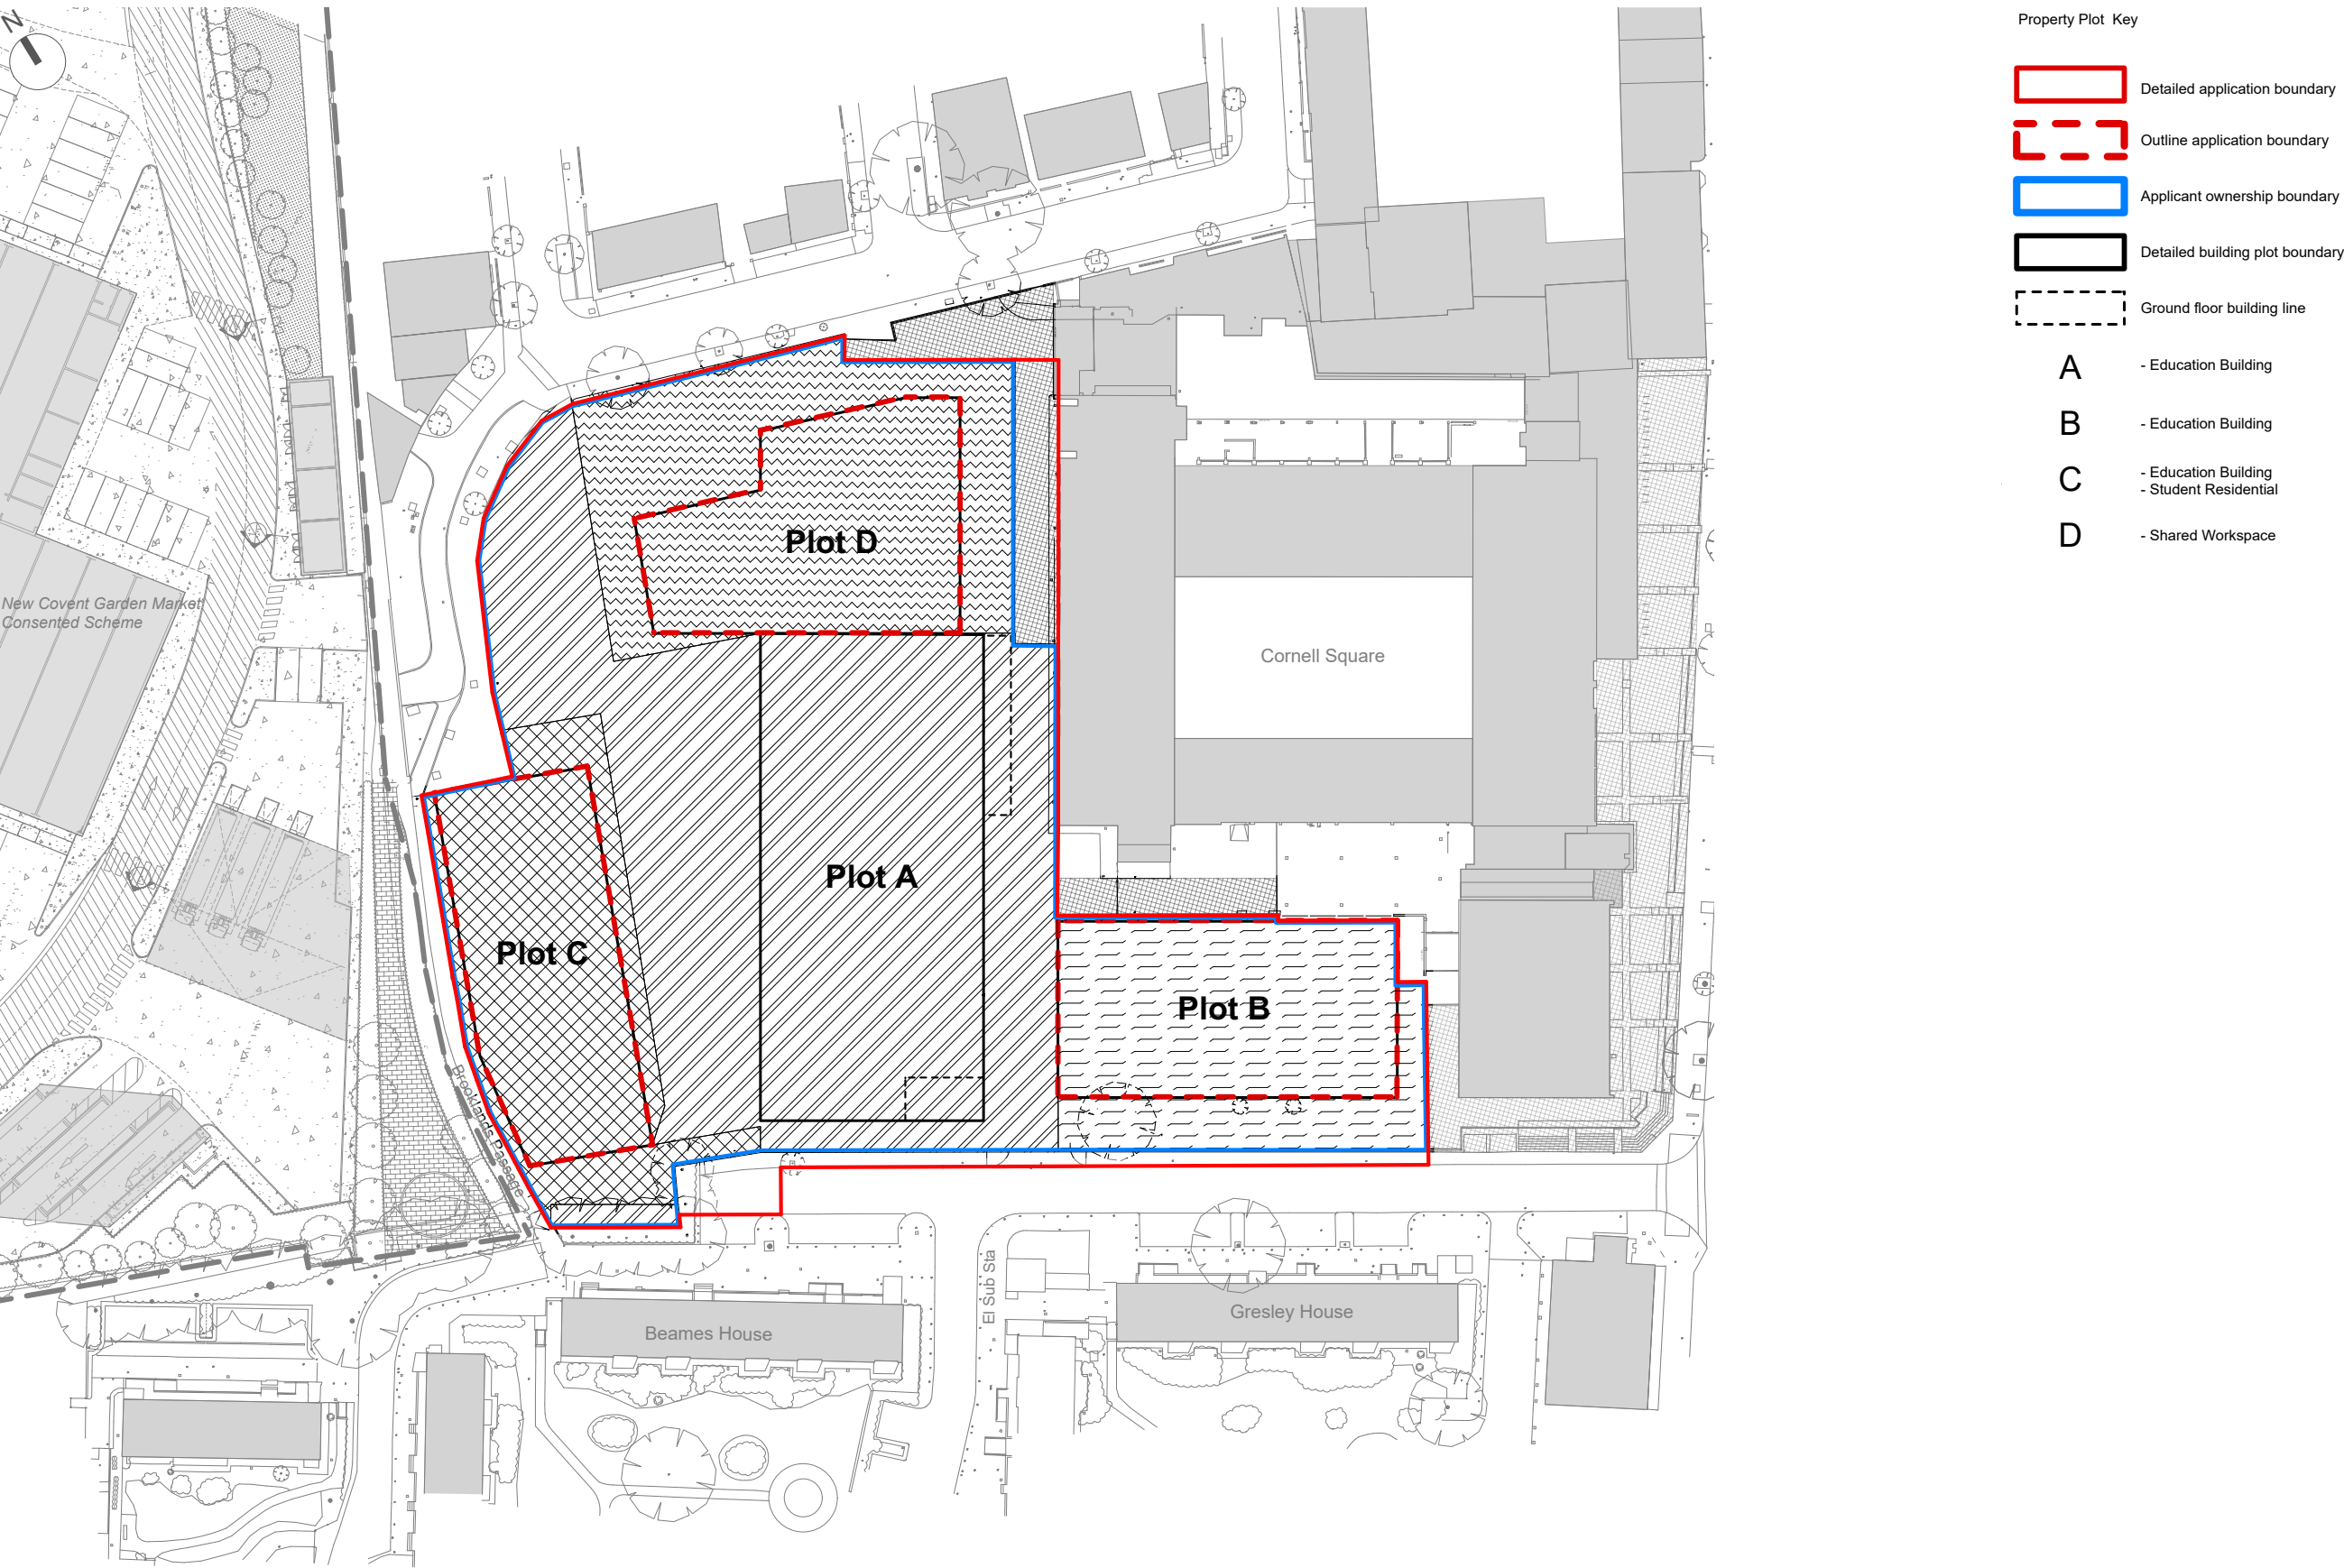 N
Property Plot Key
Detailed application boundary
Outline application boundary
Applicant ownership boundary
Detailed building plot boundary
Ground floor building line
A - Education Building
B - Education Building
C - Education Building
- Student Residential
D - Shared Workspace
Plot D
New Covent Garden Market
Consented Scheme
Cornell Square
Plot A
Plot C
Plot B
Brooklands Passage
El Sub Sta
Gresley House
Beames House